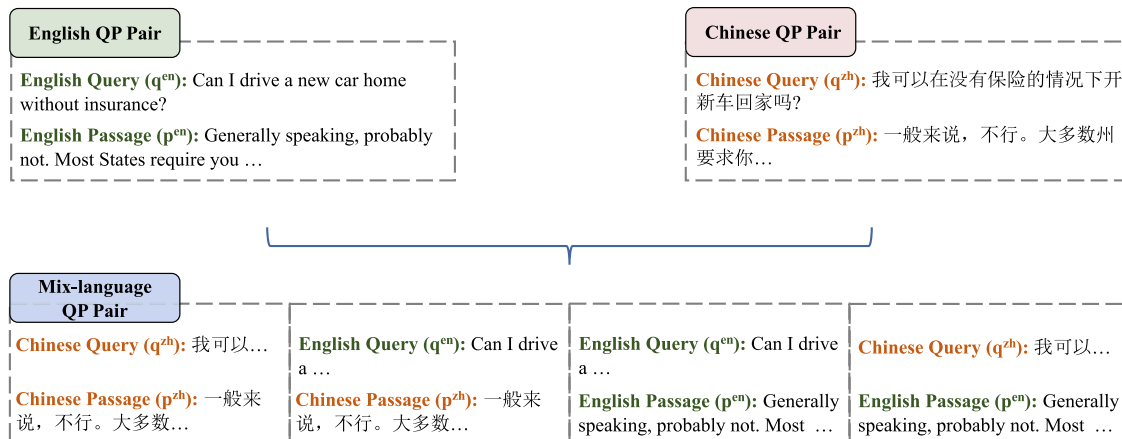 English QP Pair
English Query (qᵉⁿ): Can I drive a new car home
without insurance?
English Passage (pᵉⁿ): Generally speaking, probably
not. Most States require you …
Chinese QP Pair
Chinese Query (qᶻʰ): 我可以在没有保险的情况下开
新车回家吗?
Chinese Passage (pᶻʰ): 一般来说，不行。大多数州
要求你…
Mix-language
QP Pair
Chinese Query (qᶻʰ): 我可以…
Chinese Passage (pᶻʰ): 一般来
说，不行。大多数…
English Query (qᵉⁿ): Can I drive
a …
Chinese Passage (pᶻʰ): 一般来
说，不行。大多数…
English Query (qᵉⁿ): Can I drive
a …
English Passage (pᵉⁿ): Generally
speaking, probably not. Most …
Chinese Query (qᶻʰ): 我可以…
English Passage (pᵉⁿ): Generally
speaking, probably not. Most …